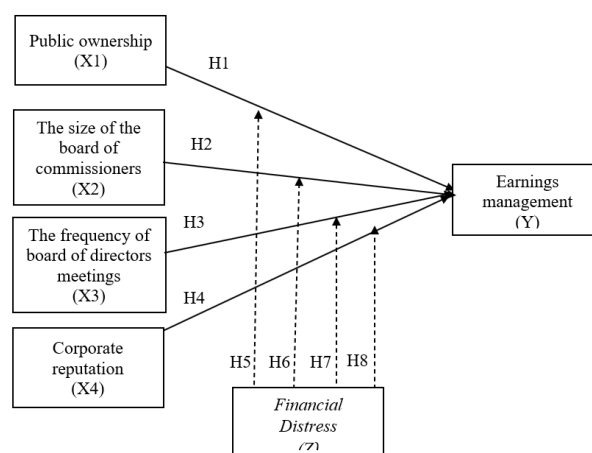 Public ownership
(X1)
H1
The size of the
board of
commissioners
(X2)
H2
Earnings
management
(Y)
The frequency of
board of directors
meetings
(X3)
H3
H4
Corporate
reputation
(X4)
H5
H6
H7
H8
Financial
Distress
(Z)